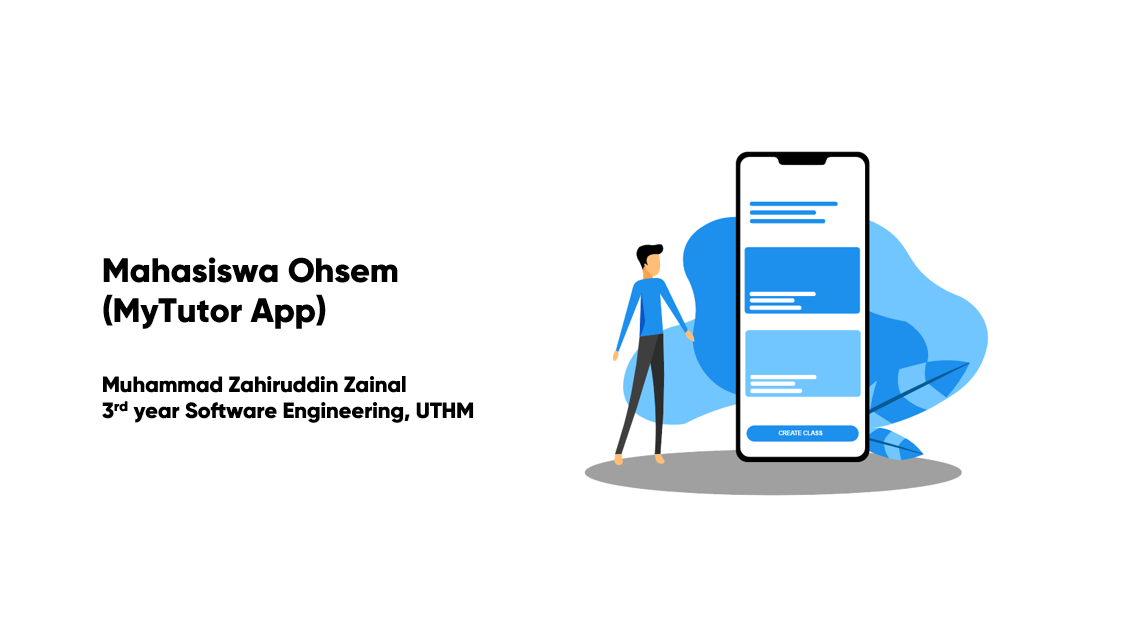 Mahasiswa Ohsem
(MyTutor App)
Muhammad Zahiruddin Zainal
3rd year Software Engineering, UTHM
CREATE CLASS